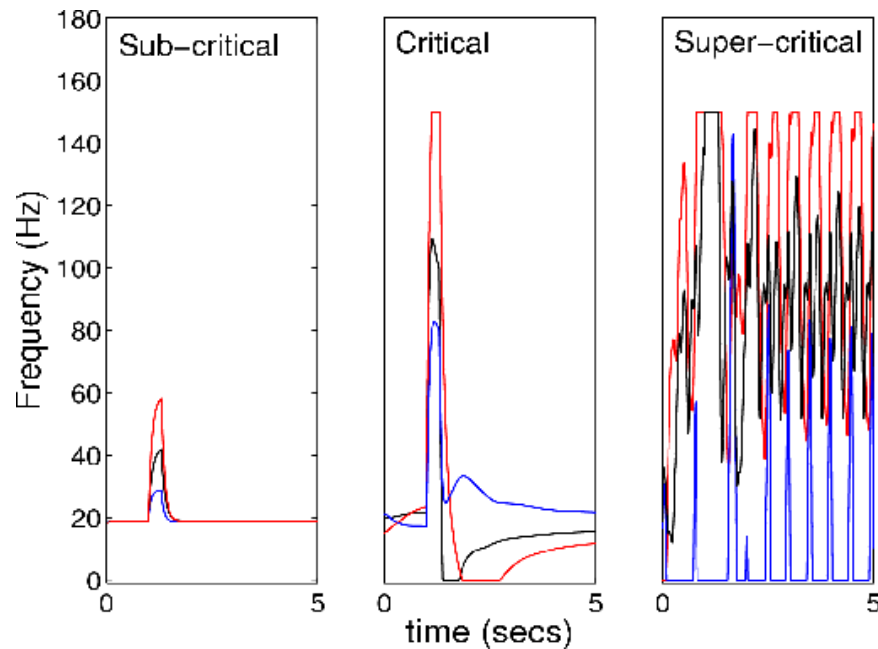 180
160
140
120
100
80
60
40
20
0
Frequency (Hz)
Sub-critical
Critical
Super-critical
0 5
0 5
0 5
time (secs)